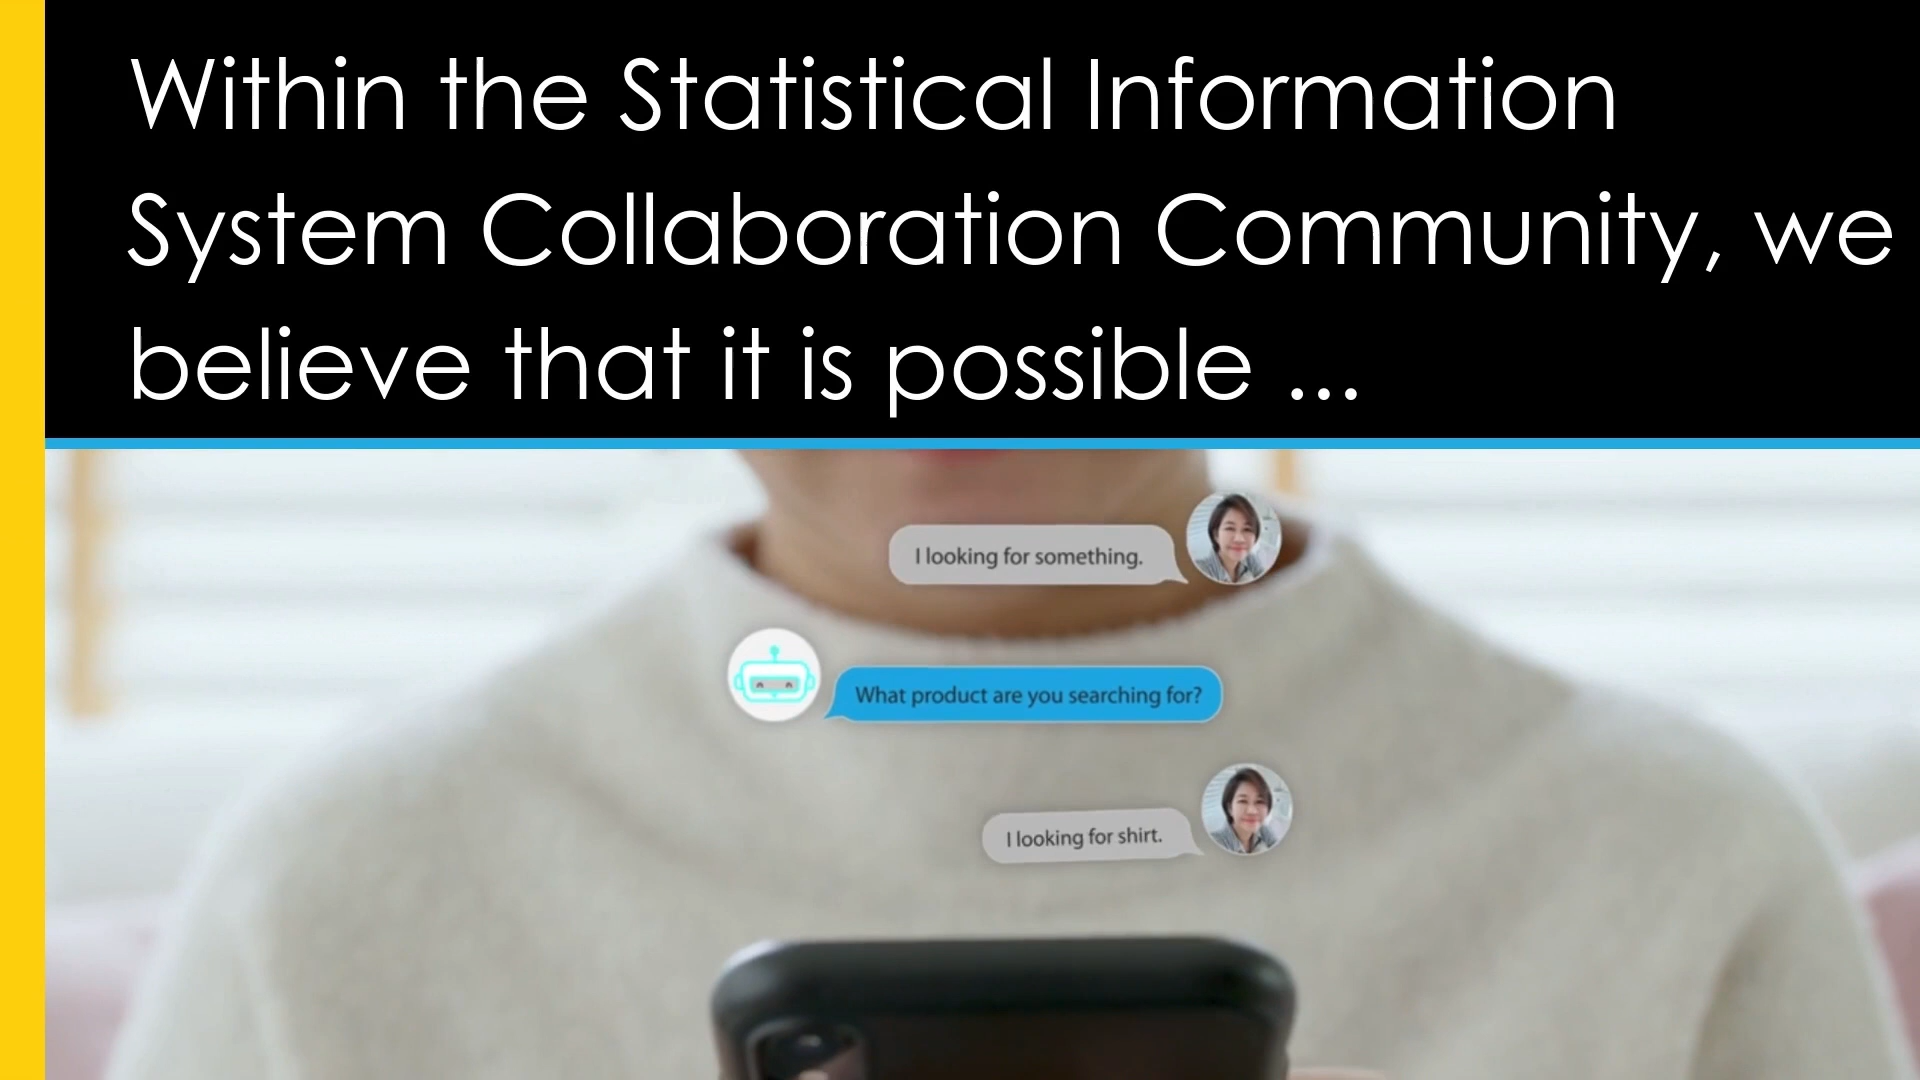 Within the Statistical Information
System Collaboration Community, we
believe that it is possible ...
I looking for something.
What product are you searching for?
I looking for shirt.